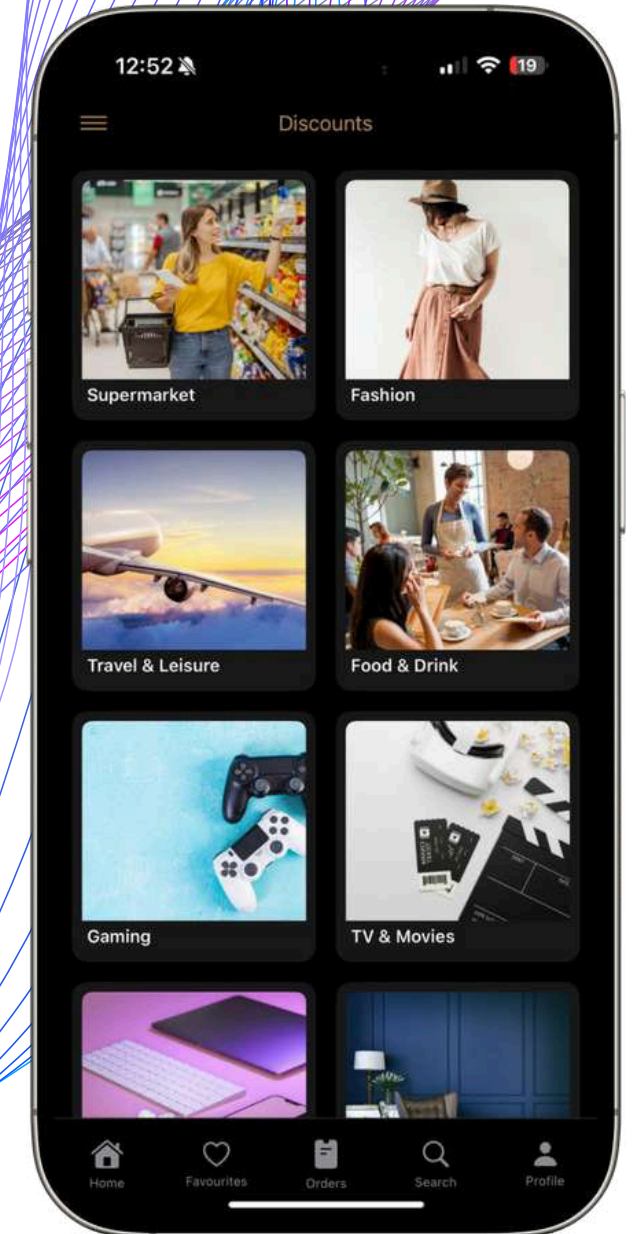 12:52
19
Discounts
Supermarket
Fashion
Travel & Leisure
Food & Drink
Gaming
TV & Movies
Home
Favourites
Orders
Search
Profile